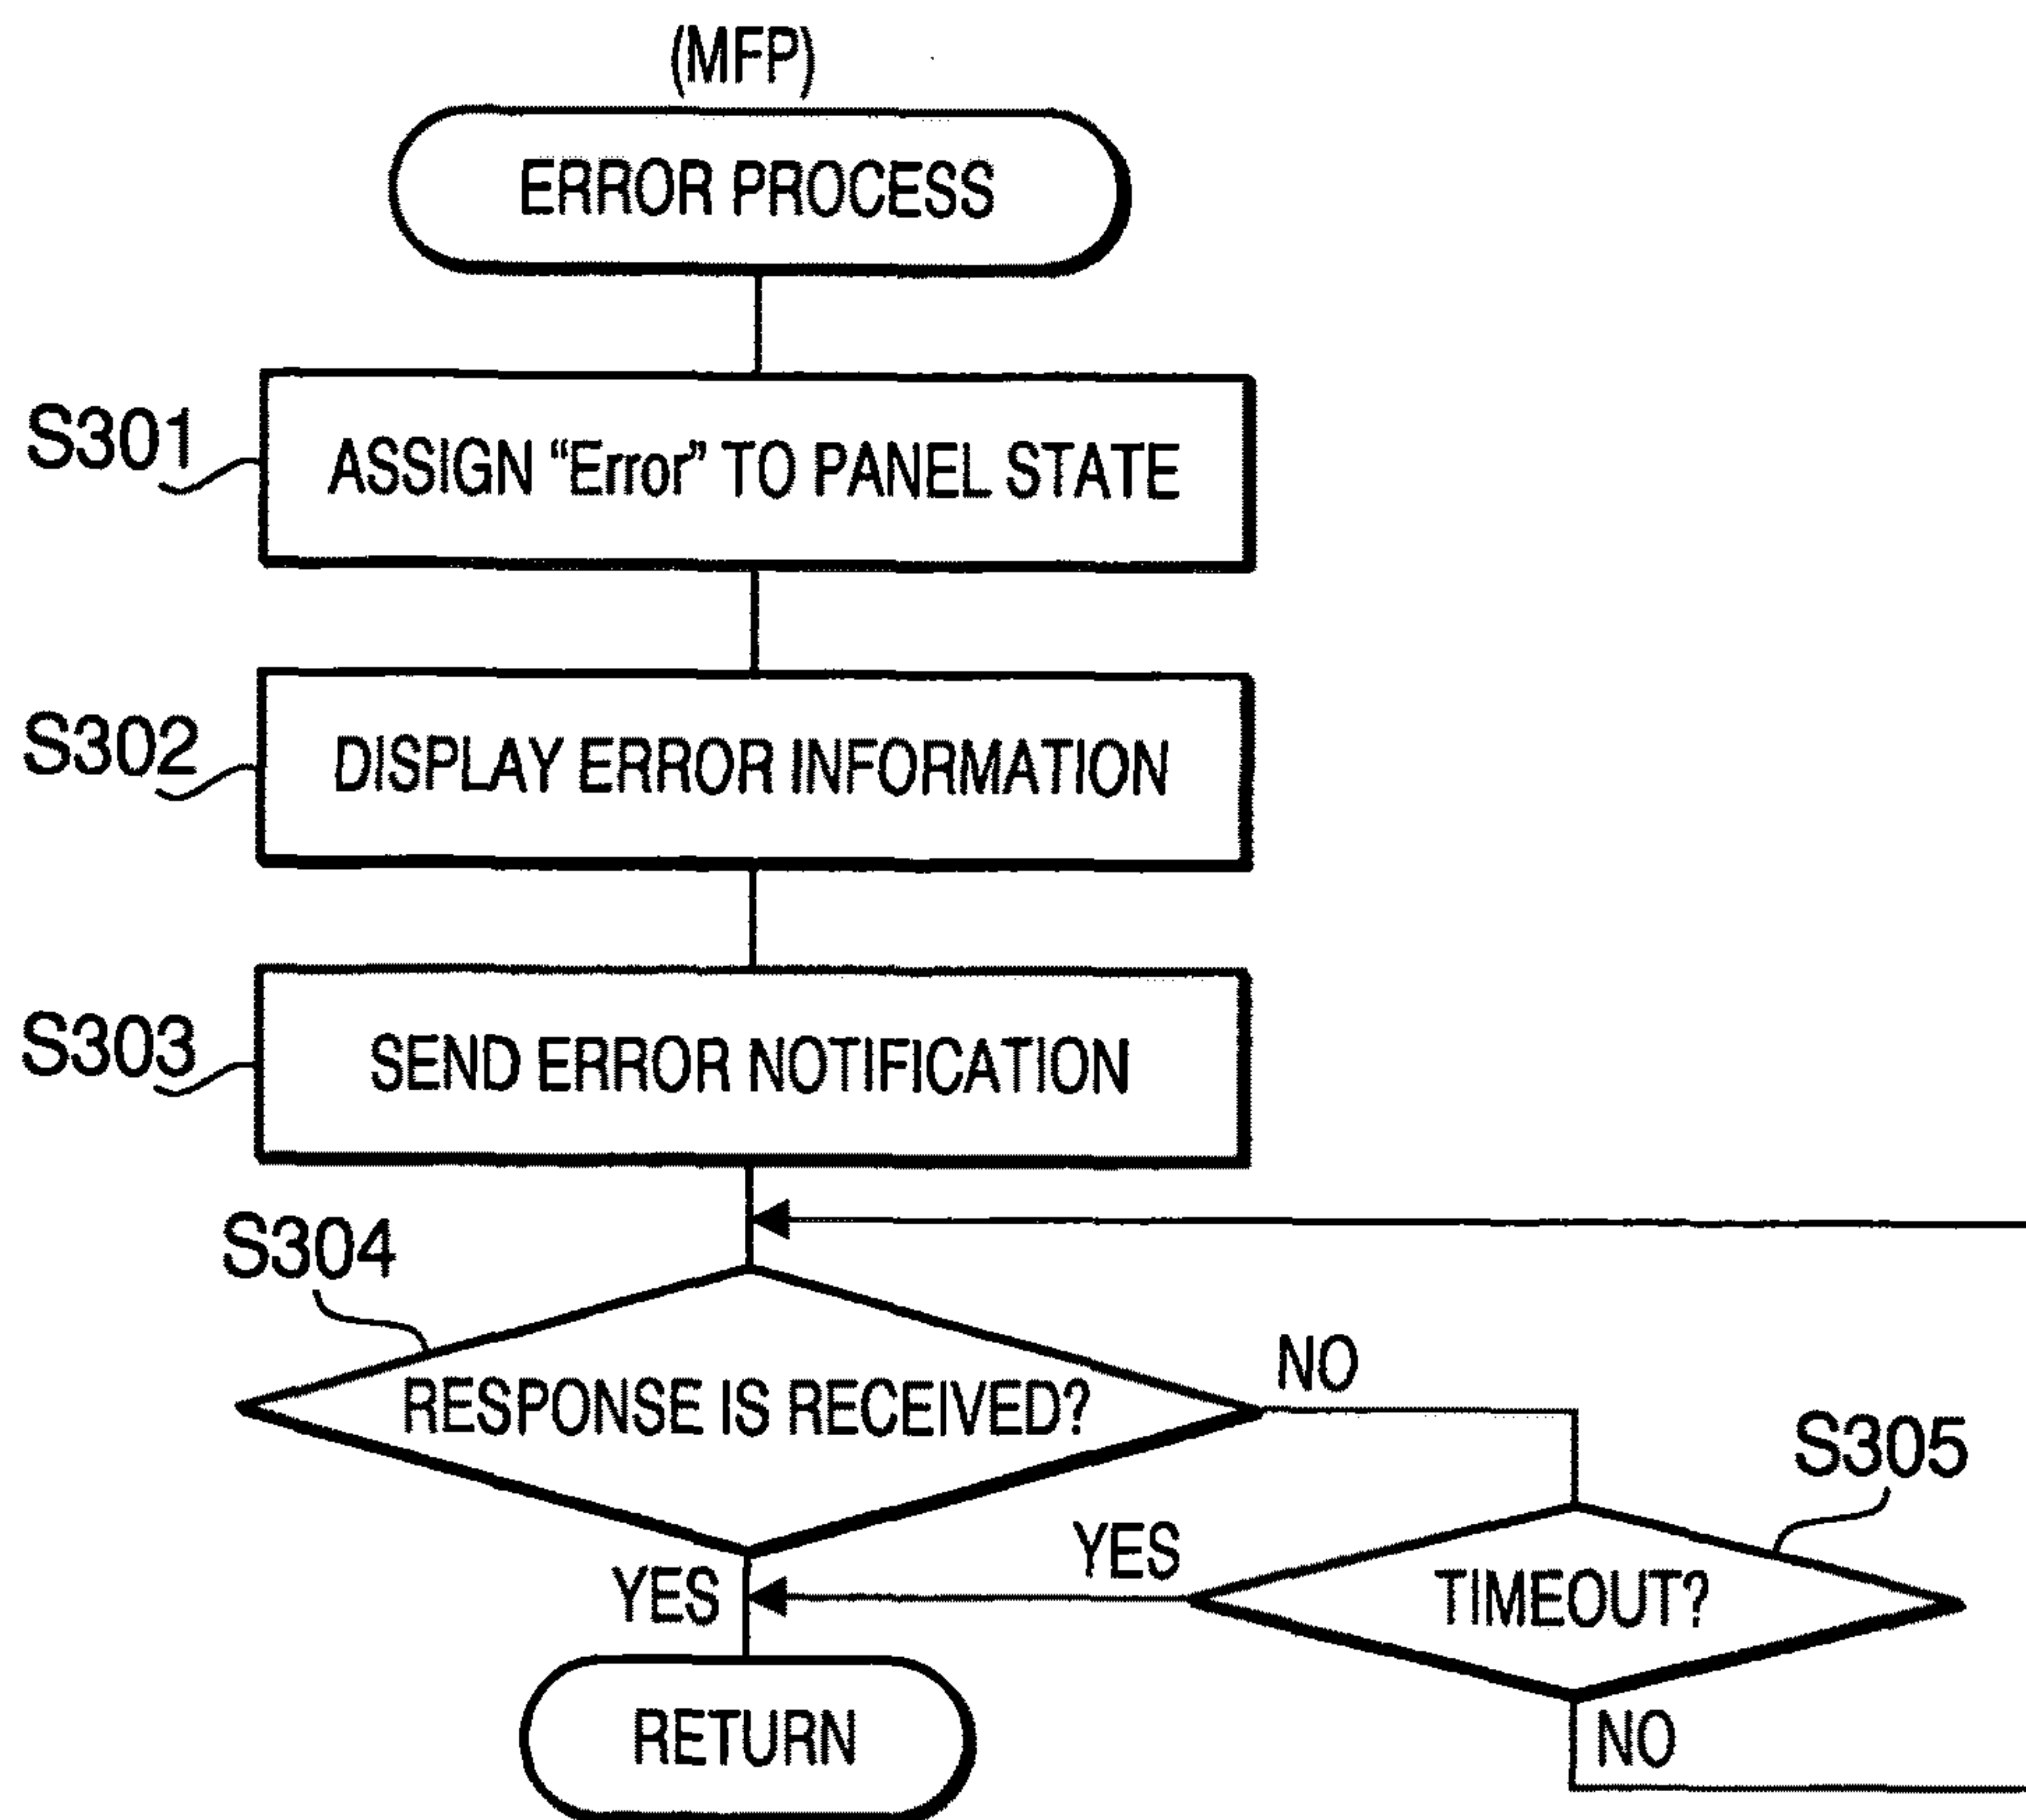 (MFP)
ERROR PROCESS
S301
ASSIGN “Error” TO PANEL STATE
S302
DISPLAY ERROR INFORMATION
S303
SEND ERROR NOTIFICATION
S304
RESPONSE IS RECEIVED?
NO
S305
YES
TIMEOUT?
YES
NO
RETURN